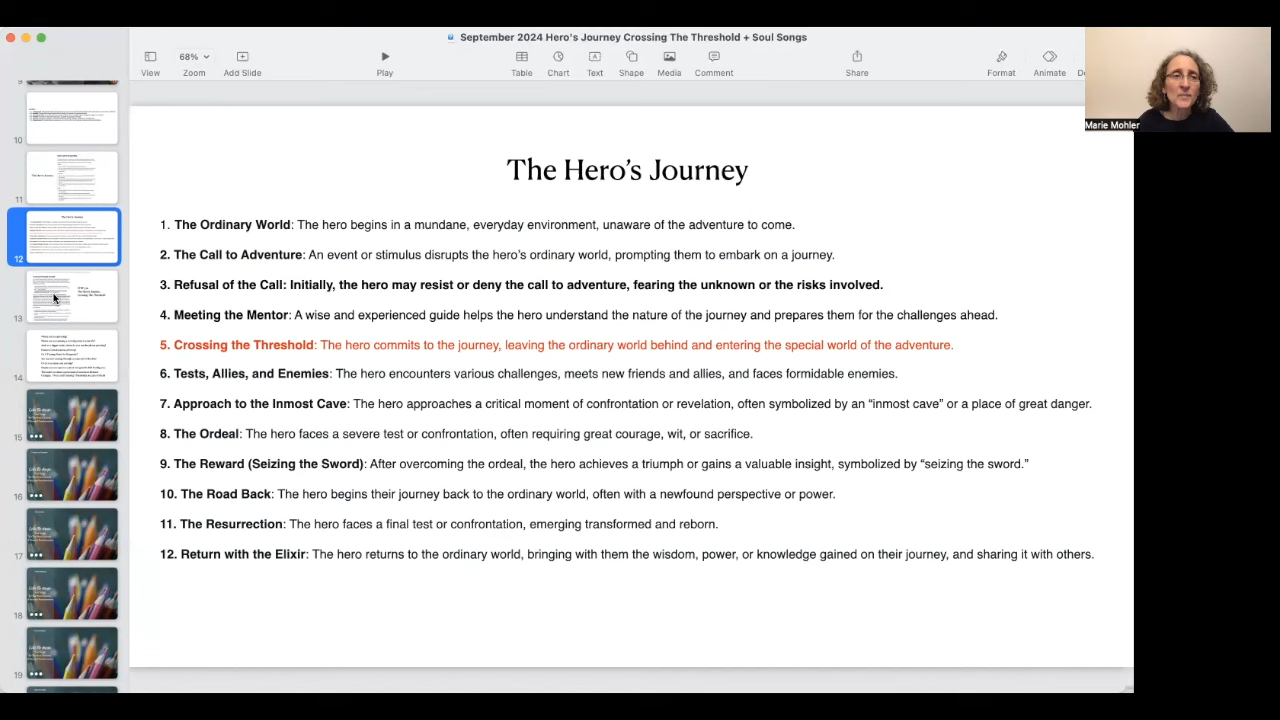 September 2024 Hero's Journey Crossing The Threshold + Soul Songs
68%
View
Zoom
Add Slide
Play
Table
Chart
Text
Shape
Media
Comment
Share
Format
Animate
Marie Mohler
9
10
11
12
13
14
15
16
17
18
19
The Hero’s Journey
1. The Ordinary World: The hero begins in a mundane, everyday environment, unaware of the adventure to come.
2. The Call to Adventure: An event or stimulus disrupts the hero’s ordinary world, prompting them to embark on a journey.
3. Refusal of the Call: Initially, the hero may resist or deny the call to adventure, fearing the unknown or the risks involved.
4. Meeting the Mentor: A wise and experienced guide helps the hero understand the nature of the journey and prepares them for the challenges ahead.
5. Crossing the Threshold: The hero commits to the journey, leaving the ordinary world behind and entering the special world of the adventure.
6. Tests, Allies, and Enemies: The hero encounters various challenges, meets new friends and allies, and faces formidable enemies.
7. Approach to the Inmost Cave: The hero approaches a critical moment of confrontation or revelation, often symbolized by an “inmost cave” or a place of great danger.
8. The Ordeal: The hero faces a severe test or confrontation, often requiring great courage, wit, or sacrifice.
9. The Reward (Seizing the Sword): After overcoming the ordeal, the hero achieves a triumph or gains a valuable insight, symbolized by “seizing the sword.”
10. The Road Back: The hero begins their journey back to the ordinary world, often with a newfound perspective or power.
11. The Resurrection: The hero faces a final test or confrontation, emerging transformed and reborn.
12. Return with the Elixir: The hero returns to the ordinary world, bringing with them the wisdom, power, or knowledge gained on their journey, and sharing it with others.